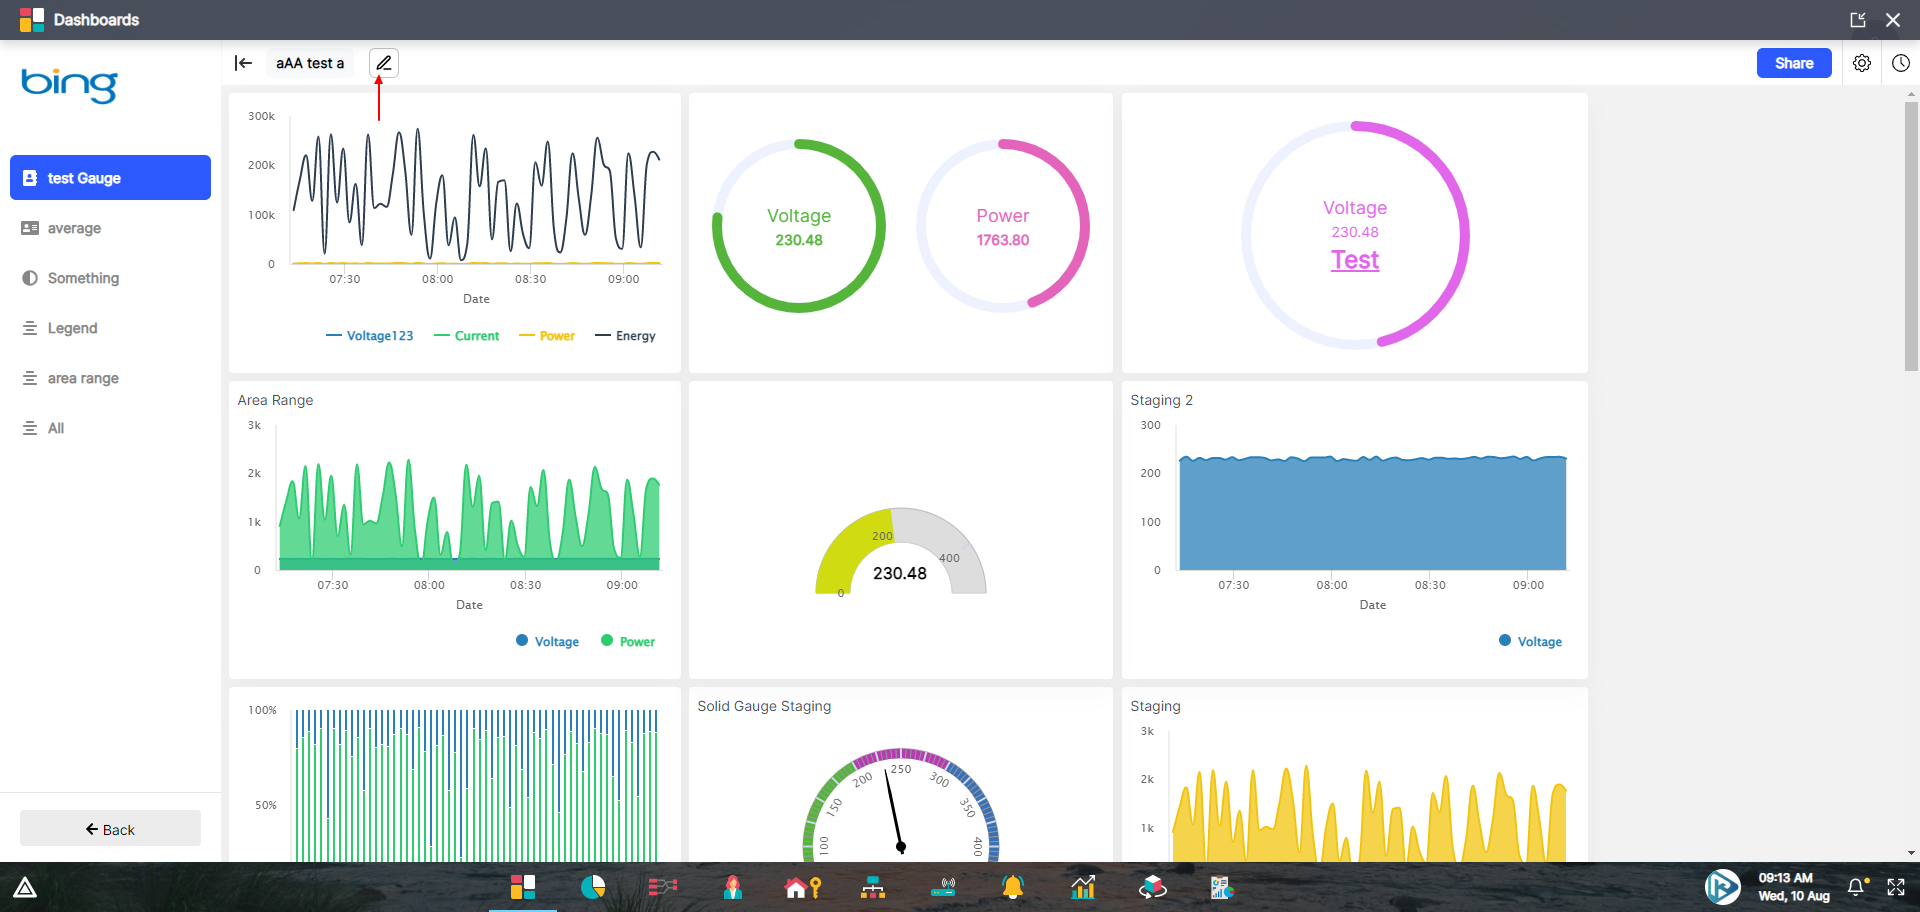 Dashboards
bing
aAA test a
Share
test Gauge
average
Something
Legend
area range
All
Back
300k
200k
100k
0
07:30 08:00 08:30 09:00
Date
Voltage123 Current Power Energy
Voltage
230.48
Power
1763.80
Voltage
230.48
Test
Area Range
3k
2k
1k
0
07:30 08:00 08:30 09:00
Date
Voltage Power
200
400
230.48
0
Staging 2
300
200
100
0
07:30 08:00 08:30 09:00
Date
Voltage
100%
50%
Solid Gauge Staging
100 150 200 250 300 350 400
Staging
3k
2k
1k
09:13 AM
Wed, 10 Aug